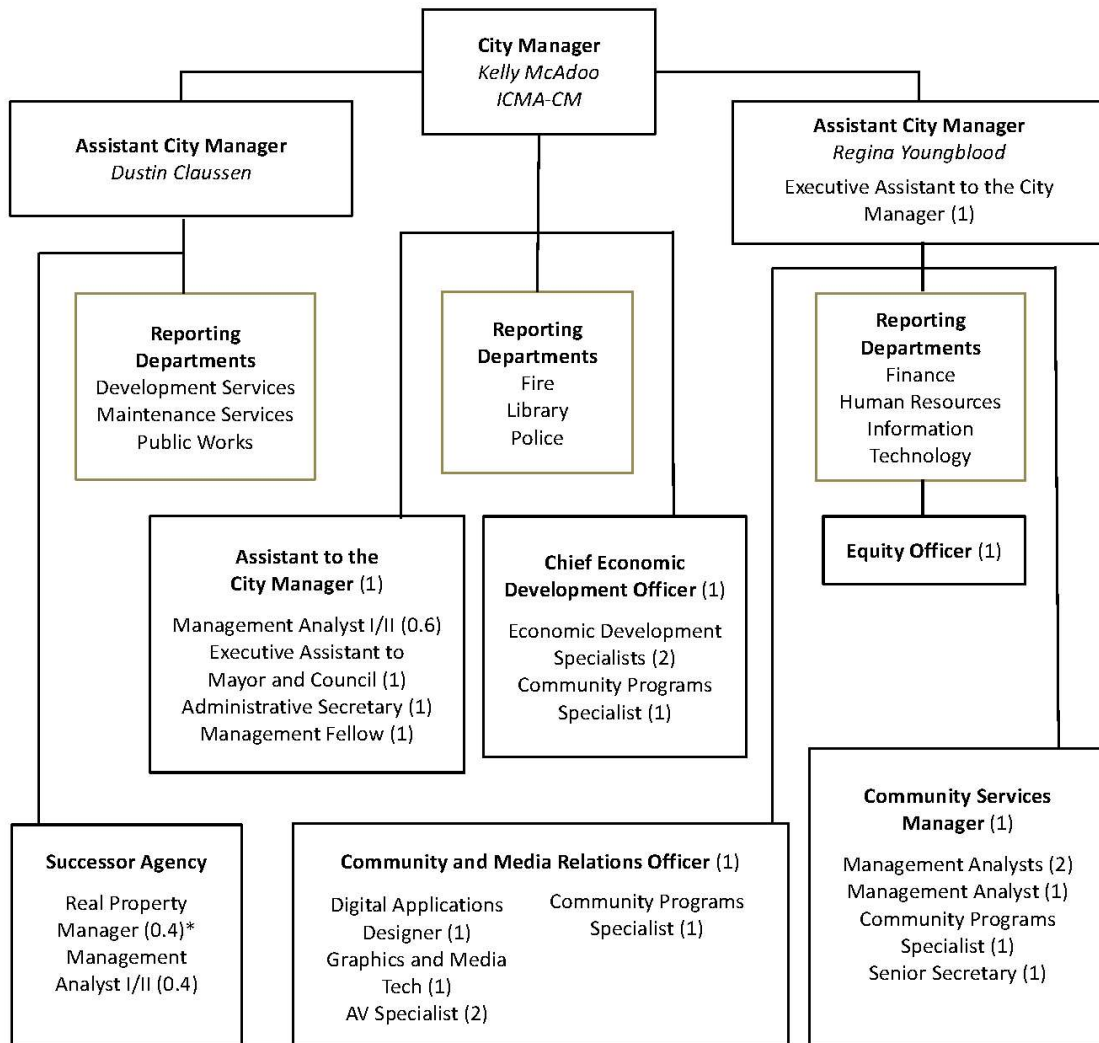 City Manager
Kelly McAdoo
ICMA-CM
Assistant City Manager
Dustin Claussen
Assistant City Manager
Regina Youngblood
Executive Assistant to the City
Manager (1)
Reporting
Departments
Development Services
Maintenance Services
Public Works
Reporting
Departments
Fire
Library
Police
Reporting
Departments
Finance
Human Resources
Information
Technology
Assistant to the
City Manager (1)
Management Analyst I/II (0.6)
Executive Assistant to
Mayor and Council (1)
Administrative Secretary (1)
Management Fellow (1)
Chief Economic
Development Officer (1)
Economic Development
Specialists (2)
Community Programs
Specialist (1)
Equity Officer (1)
Successor Agency
Real Property
Manager (0.4)*
Management
Analyst I/II (0.4)
Community and Media Relations Officer (1)
Digital Applications
Designer (1)
Graphics and Media
Tech (1)
AV Specialist (2)
Community Programs
Specialist (1)
Community Services
Manager (1)
Management Analysts (2)
Management Analyst (1)
Community Programs
Specialist (1)
Senior Secretary (1)